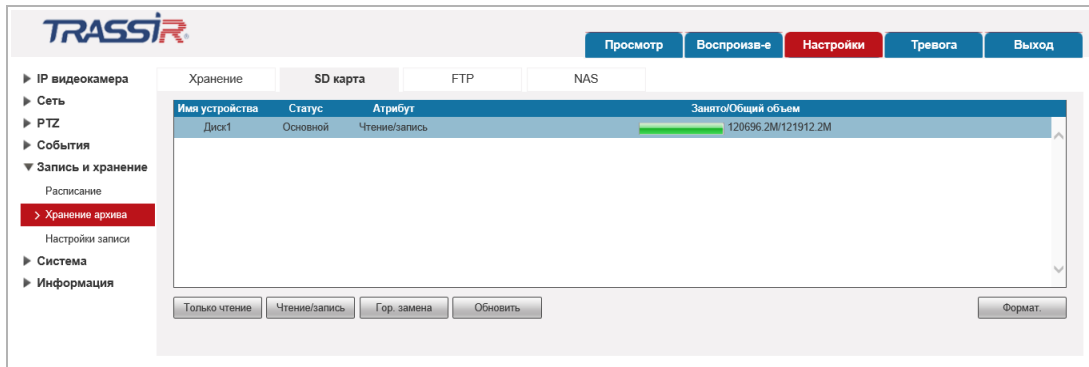 TRASSIR
Просмотр Воспроизв-е Настройки Тревога Выход
IP видеокамера
Сеть
PTZ
События
Запись и хранение
Расписание
Хранение архива
Настройки записи
Система
Информация
Хранение SD карта FTP NAS
Имя устройства Статус Атрибут Занято/Общий объем
Диск1 Основной Чтение/запись 120696.2M/121912.2M
Только чтение Чтение/запись Гор. замена Обновить Формат.